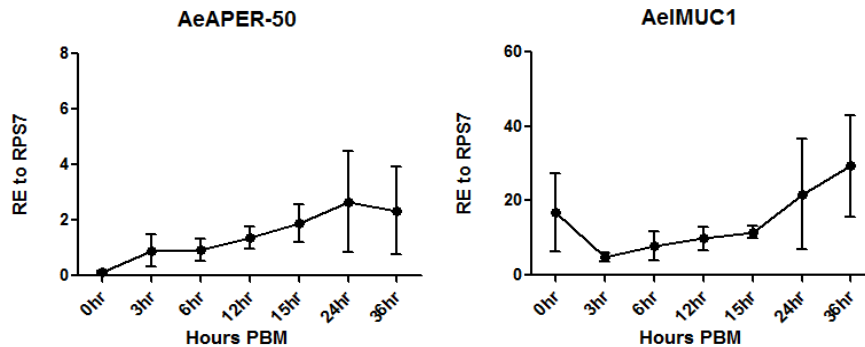 AeAPER-50
8
6
4
2
0
RE to RPS7
0hr
3hr
6hr
12hr
15hr
24hr
36hr
Hours PBM
AeIMUC1
60
40
20
0
RE to RPS7
0hr
3hr
6hr
12hr
15hr
24hr
36hr
Hours PBM